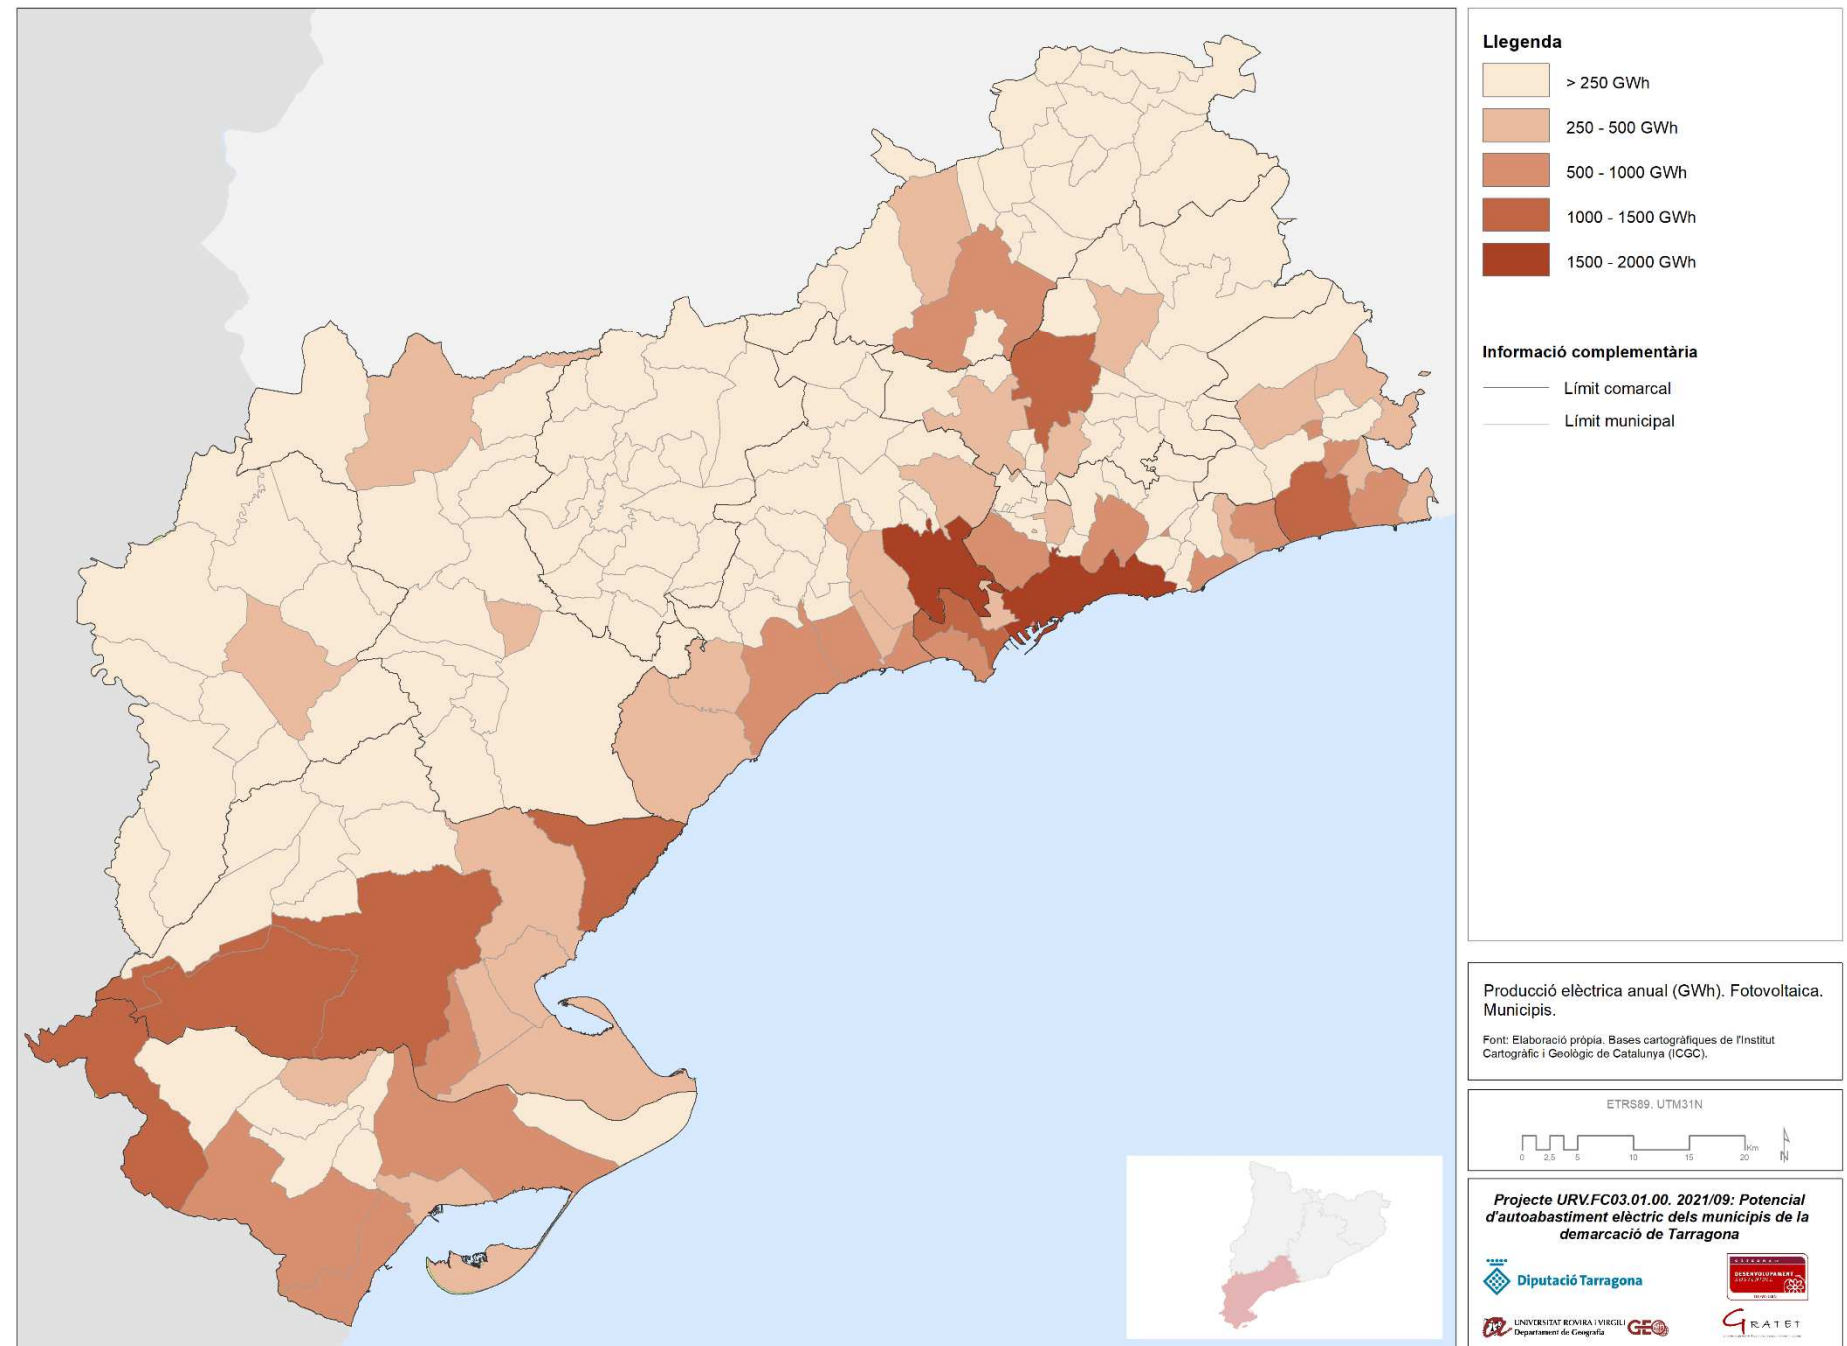 Llegenda
> 250 GWh
250 - 500 GWh
500 - 1000 GWh
1000 - 1500 GWh
1500 - 2000 GWh
Informació complementària
Límit comarcal
Límit municipal
Producció elèctrica anual (GWh). Fotovoltaica.
Municipis.
Font: Elaboració pròpia. Bases cartogràfiques de l'Institut
Cartogràfic i Geològic de Catalunya (ICGC).
ETRS89. UTM31N
Km
0 2,5 5 10 15 20
N
Projecte URV.FC03.01.00. 2021/09: Potencial
d'autoabastiment elèctric dels municipis de la
demarcació de Tarragona
Diputació Tarragona
DESENVOLUPAMENT
UNIVERSITAT ROVIRA i VIRGILI
Departament de Geografia
GEO
GRATET